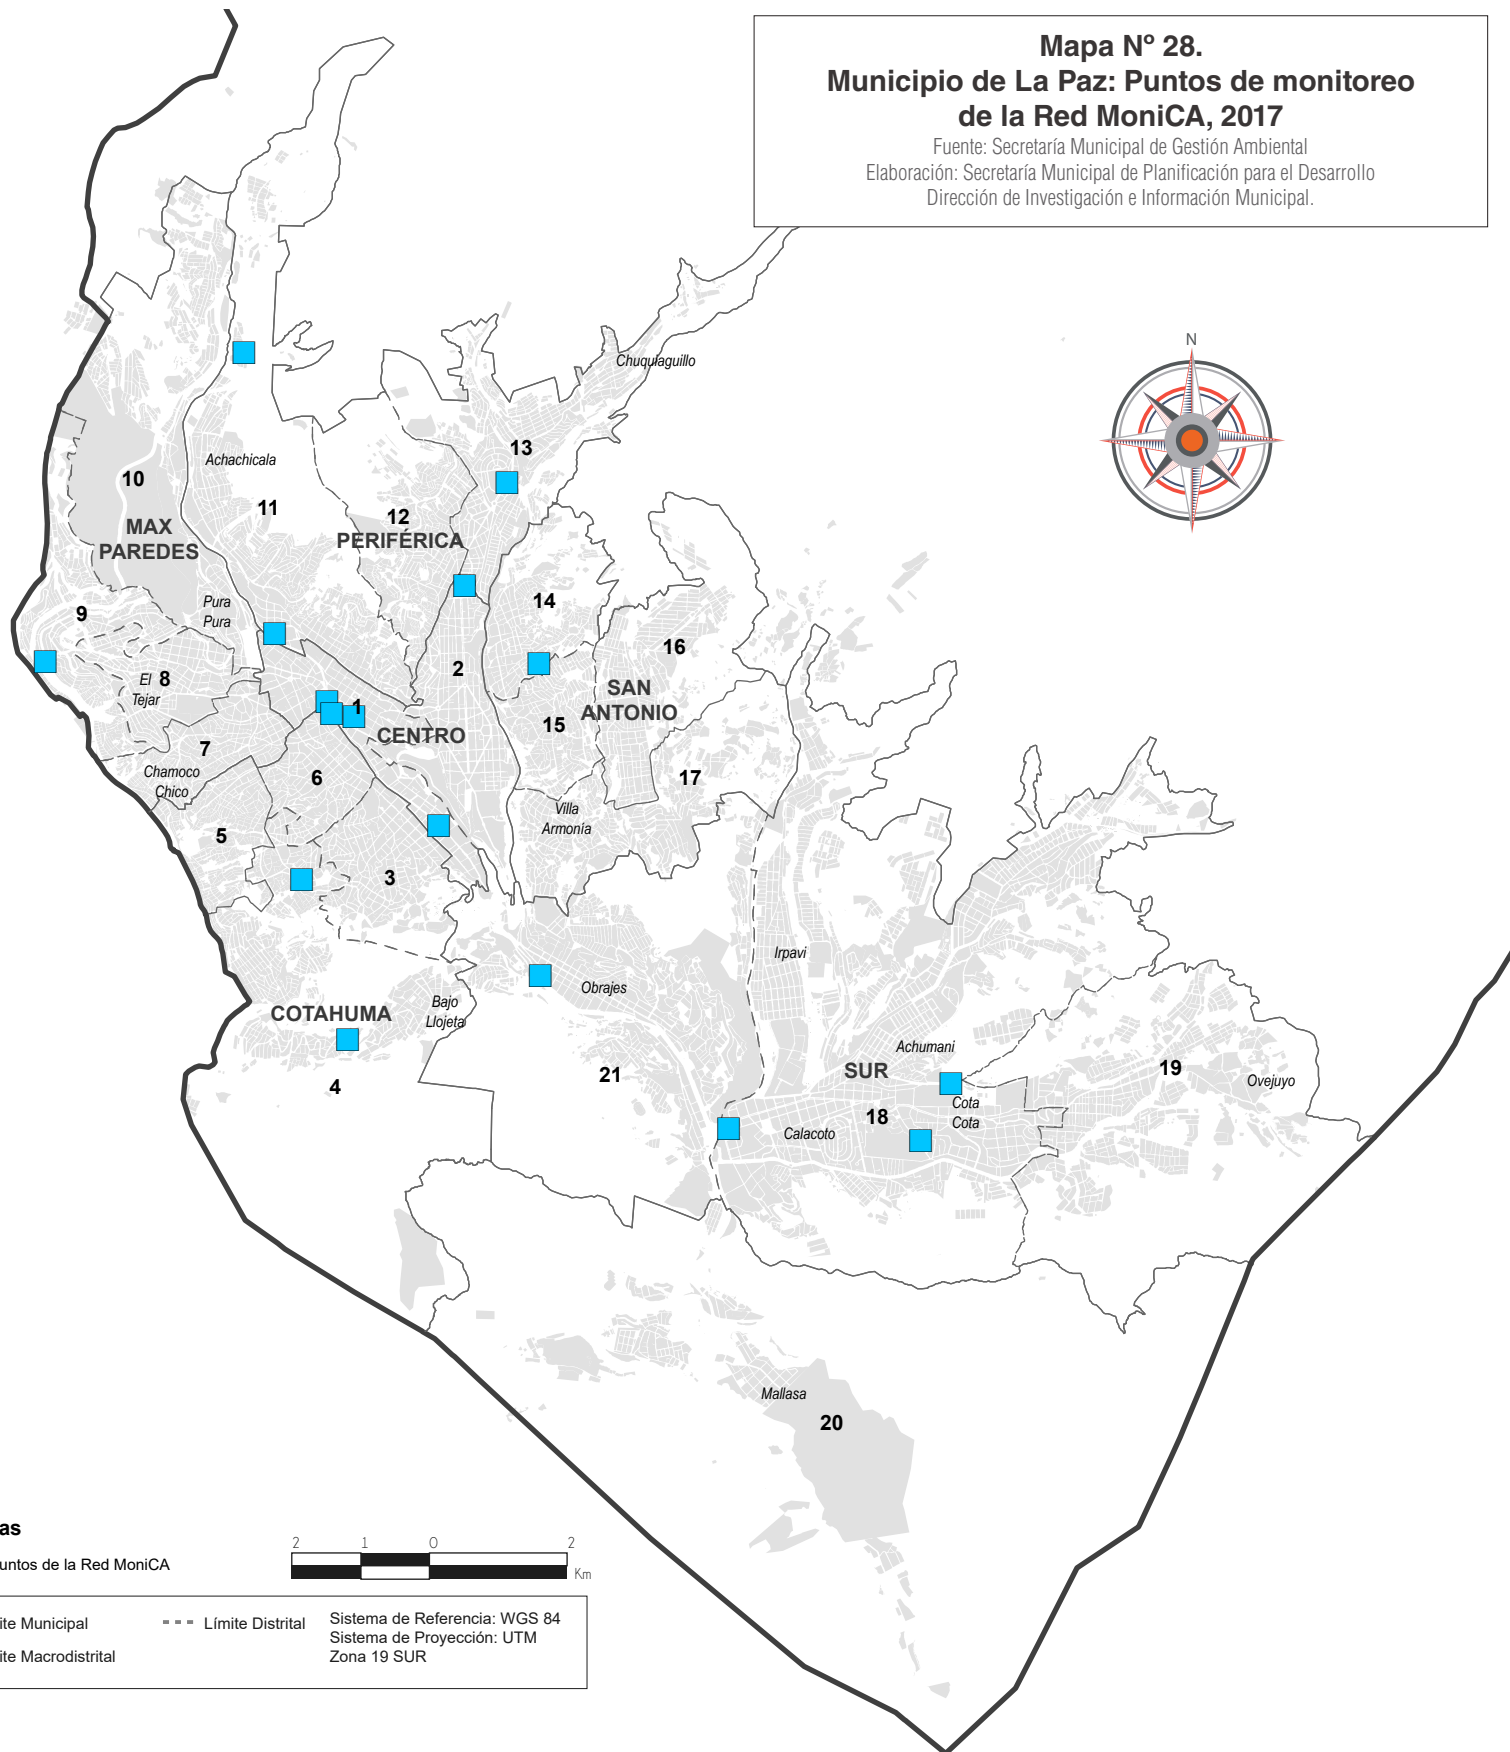 Mapa Nº 28.
Municipio de La Paz: Puntos de monitoreo
de la Red MoniCA, 2017
Fuente: Secretaría Municipal de Gestión Ambiental
Elaboración: Secretaría Municipal de Planificación para el Desarrollo
Dirección de Investigación e Información Municipal.
N
Chuquiaguillo
13
Achachicala
10
11
12
MAX
PAREDES
PERIFÉRICA
9
Pura
Pura
14
16
2
El
Tejar
8
SAN
ANTONIO
1
CENTRO
15
7
6
17
Chamoco
Chico
Villa
Armonía
5
3
Irpavi
Obrajes
Bajo
Llojeta
COTAHUMA
4
21
Achumani
SUR
19
Ovejuyo
Cota
Cota
18
Calacoto
Mallasa
20
as
untos de la Red MoniCA
2 1 0 2
Km
ite Municipal
Límite Distrital
ite Macrodistrital
Sistema de Referencia: WGS 84
Sistema de Proyección: UTM
Zona 19 SUR